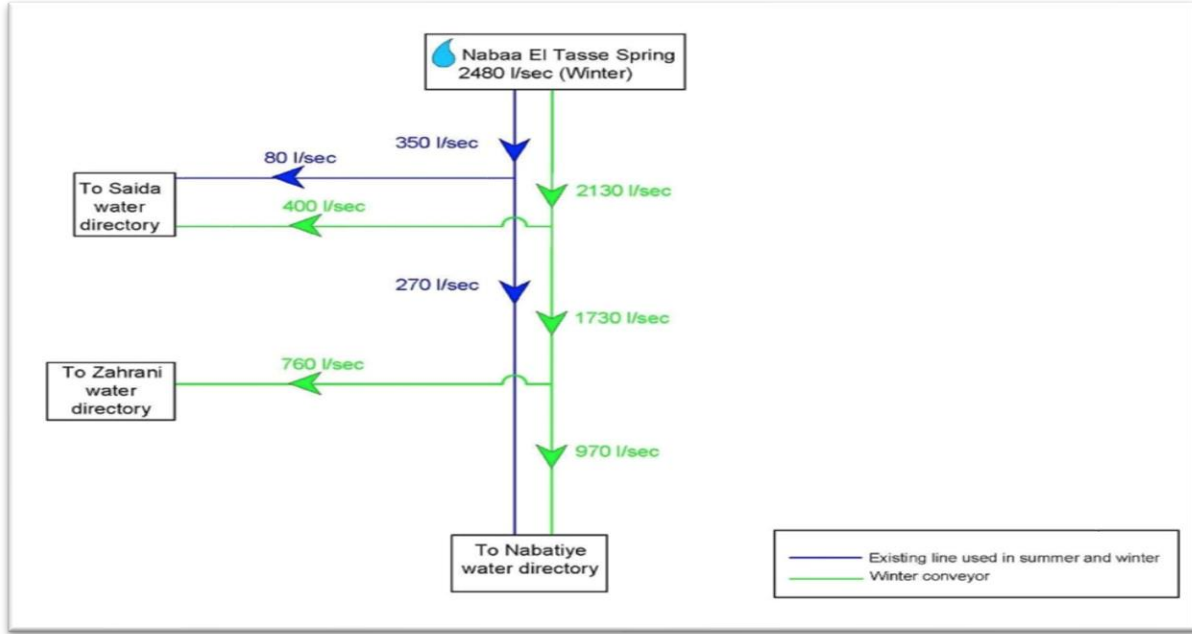 Nabaa El Tasse Spring
2480 l/sec (Winter)
350 l/sec
80 l/sec
2130 l/sec
To Saida
water
directory
400 l/sec
270 l/sec
1730 l/sec
760 l/sec
To Zahrani
water
directory
970 l/sec
To Nabatiye
water directory
Existing line used in summer and winter
Winter conveyor